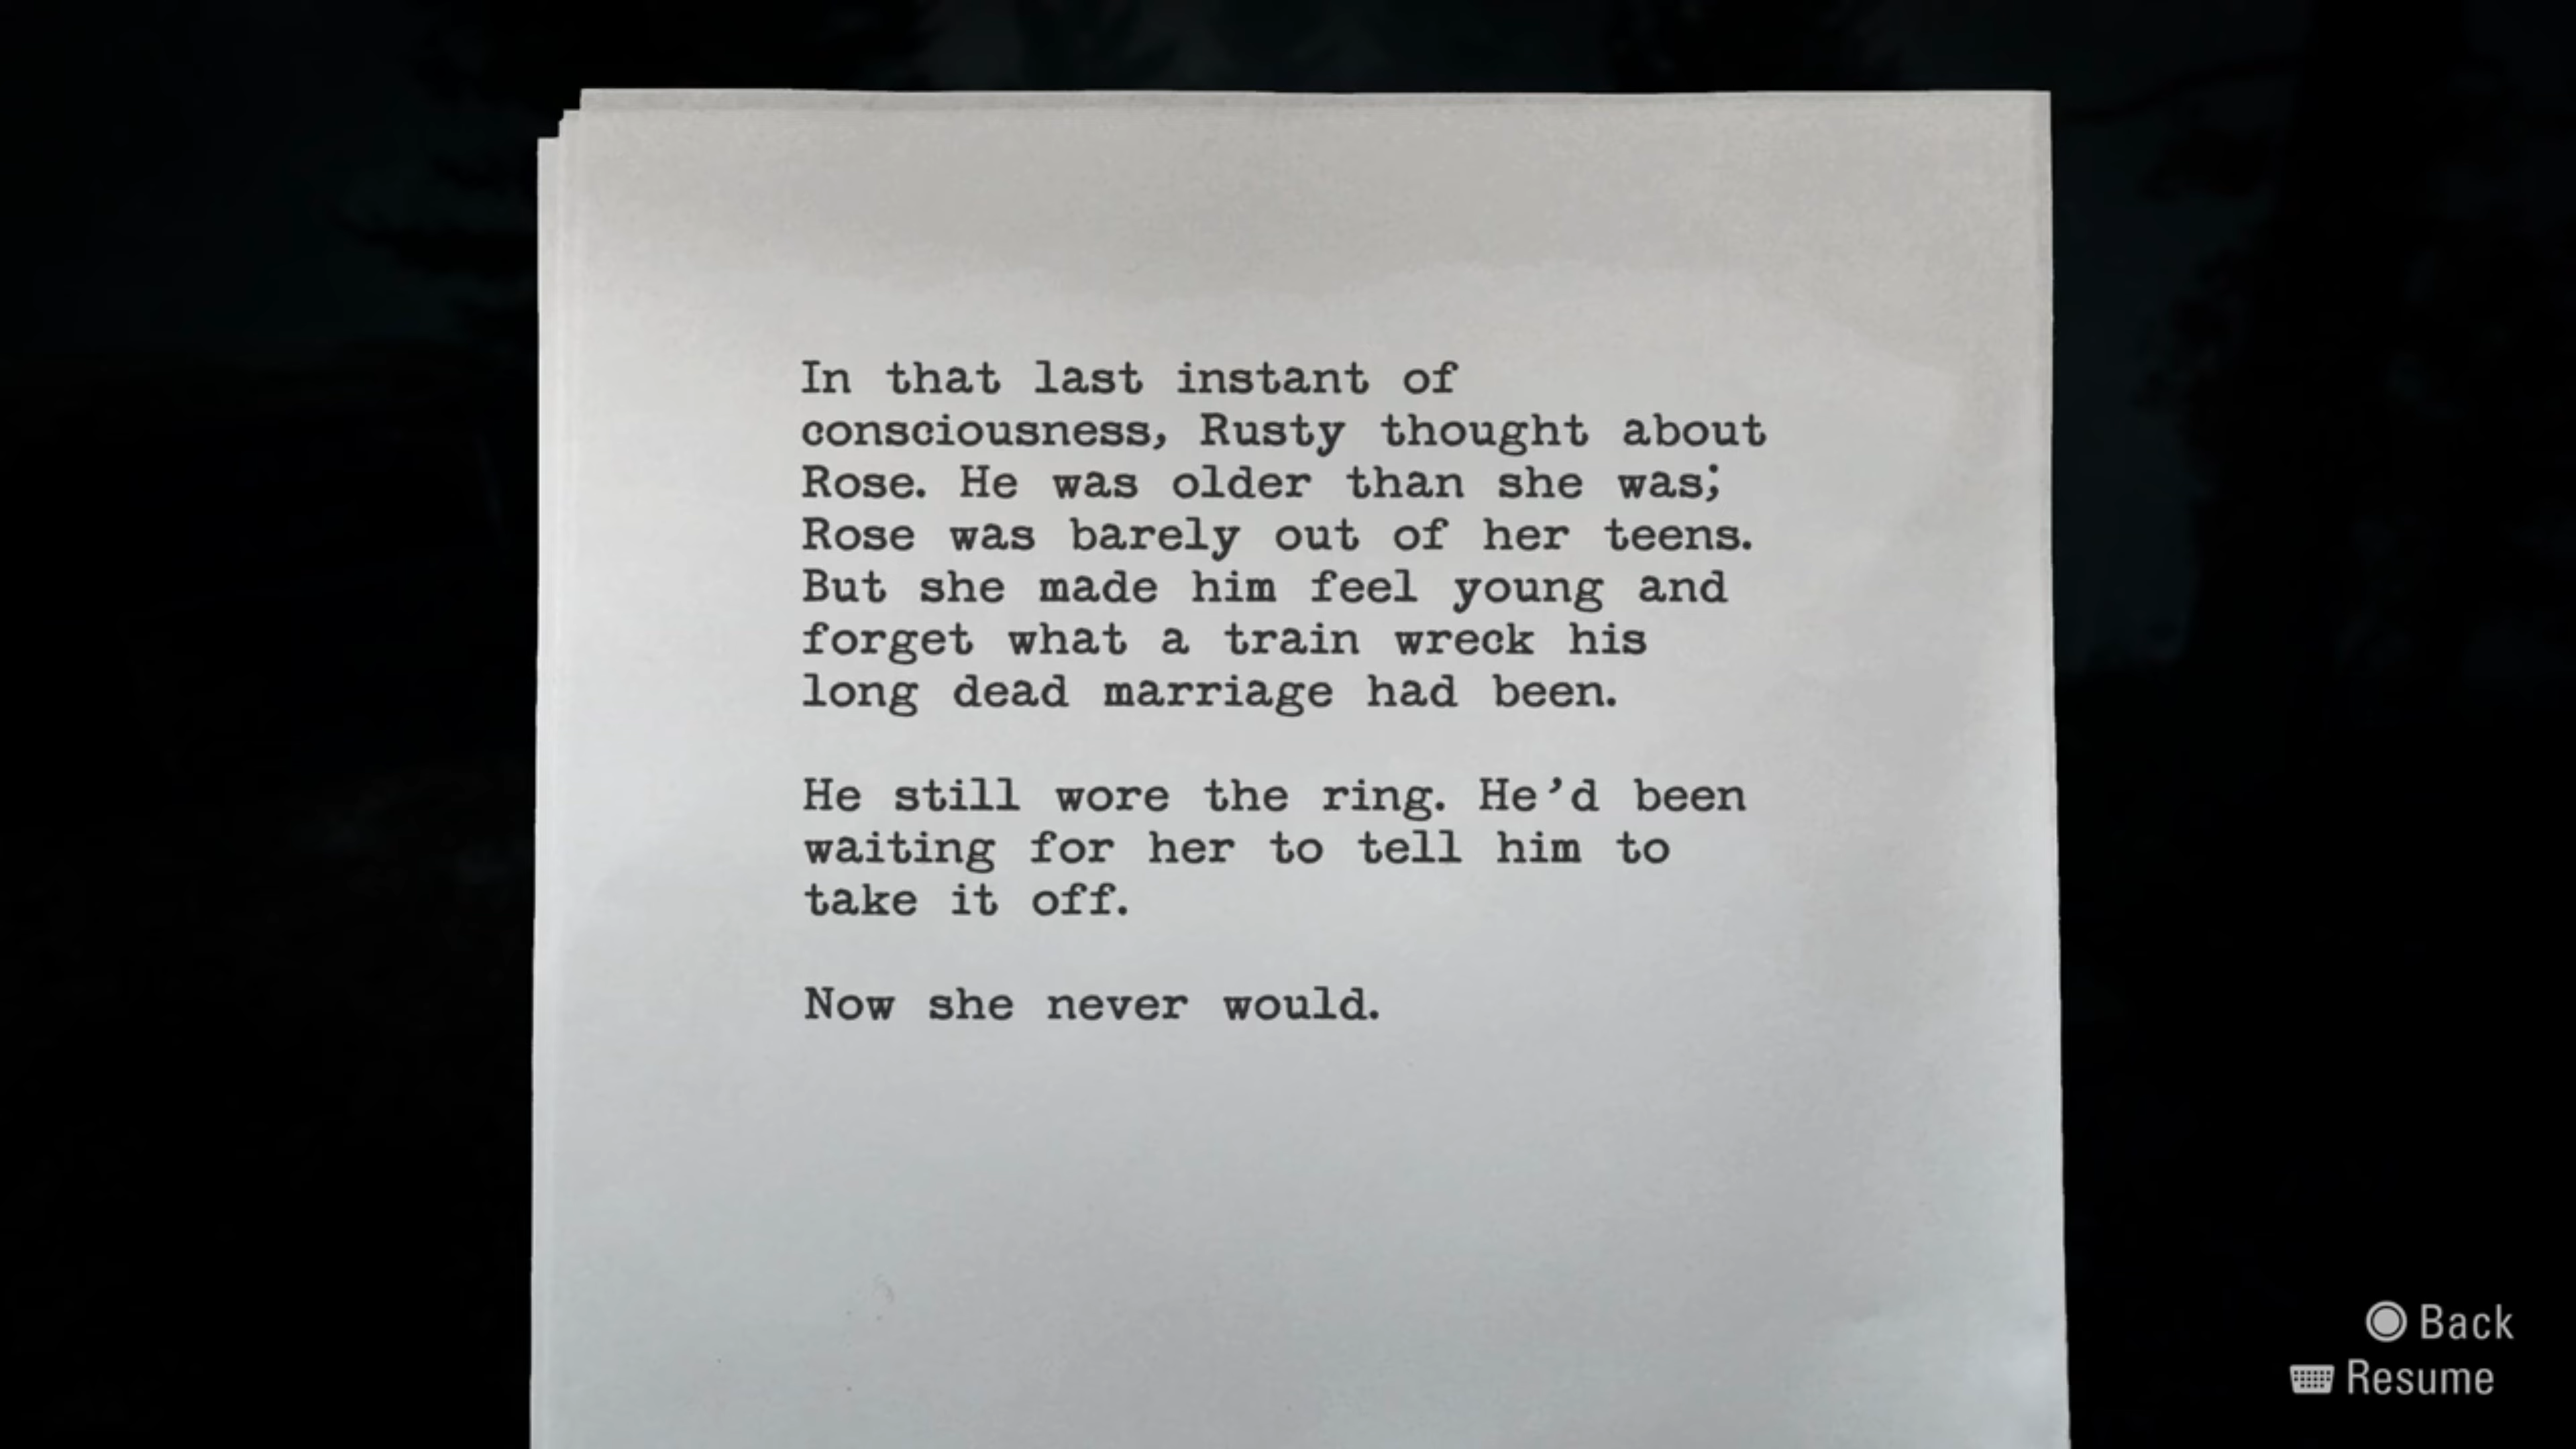 In that last instant of
consciousness, Rusty thought about
Rose. He was older than she was;
Rose was barely out of her teens.
But she made him feel young and
forget what a train wreck his
long dead marriage had been.
He still wore the ring. He’d been
waiting for her to tell him to
take it off.
Now she never would.
Back
Resume